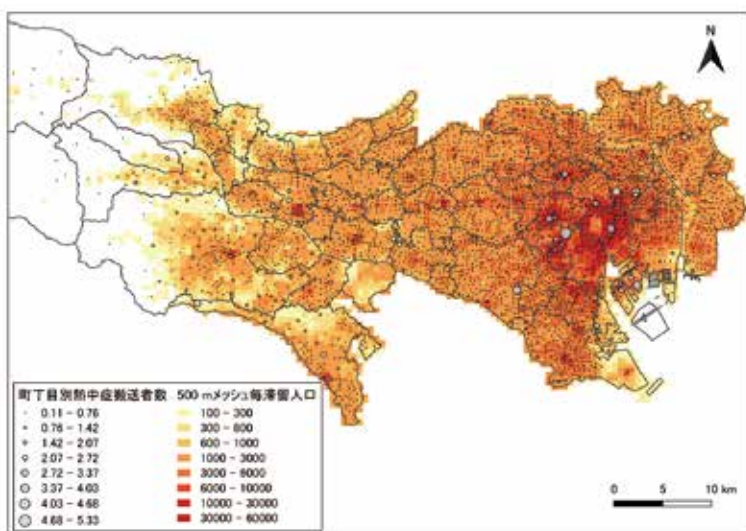 N
町丁目別熱中症搬送者数 500 mメッシュ毎滞個人口
0.11 - 0.76 100 - 300
0.76 - 1.42 300 - 600
1.42 - 2.07 600 - 1000
2.07 - 2.72 1000 - 3000
2.72 - 3.37 3000 - 6000
3.37 - 4.03 6000 - 10000
4.03 - 4.68 10000 - 30000
4.68 - 5.33 30000 - 60000
0 5 10 km